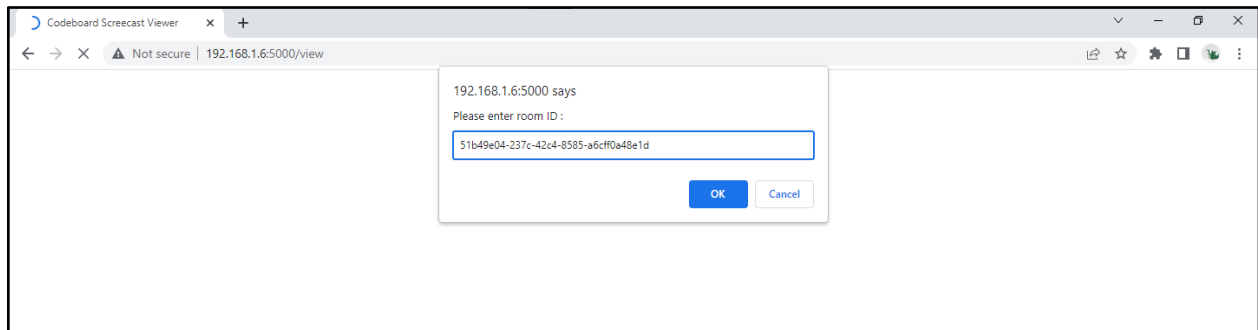 Codeboard Screecast Viewer
Not secure | 192.168.1.6:5000/view
192.168.1.6:5000 says
Please enter room ID :
51b49e04-237c-42c4-8585-a6cff0a48e1d
OK Cancel